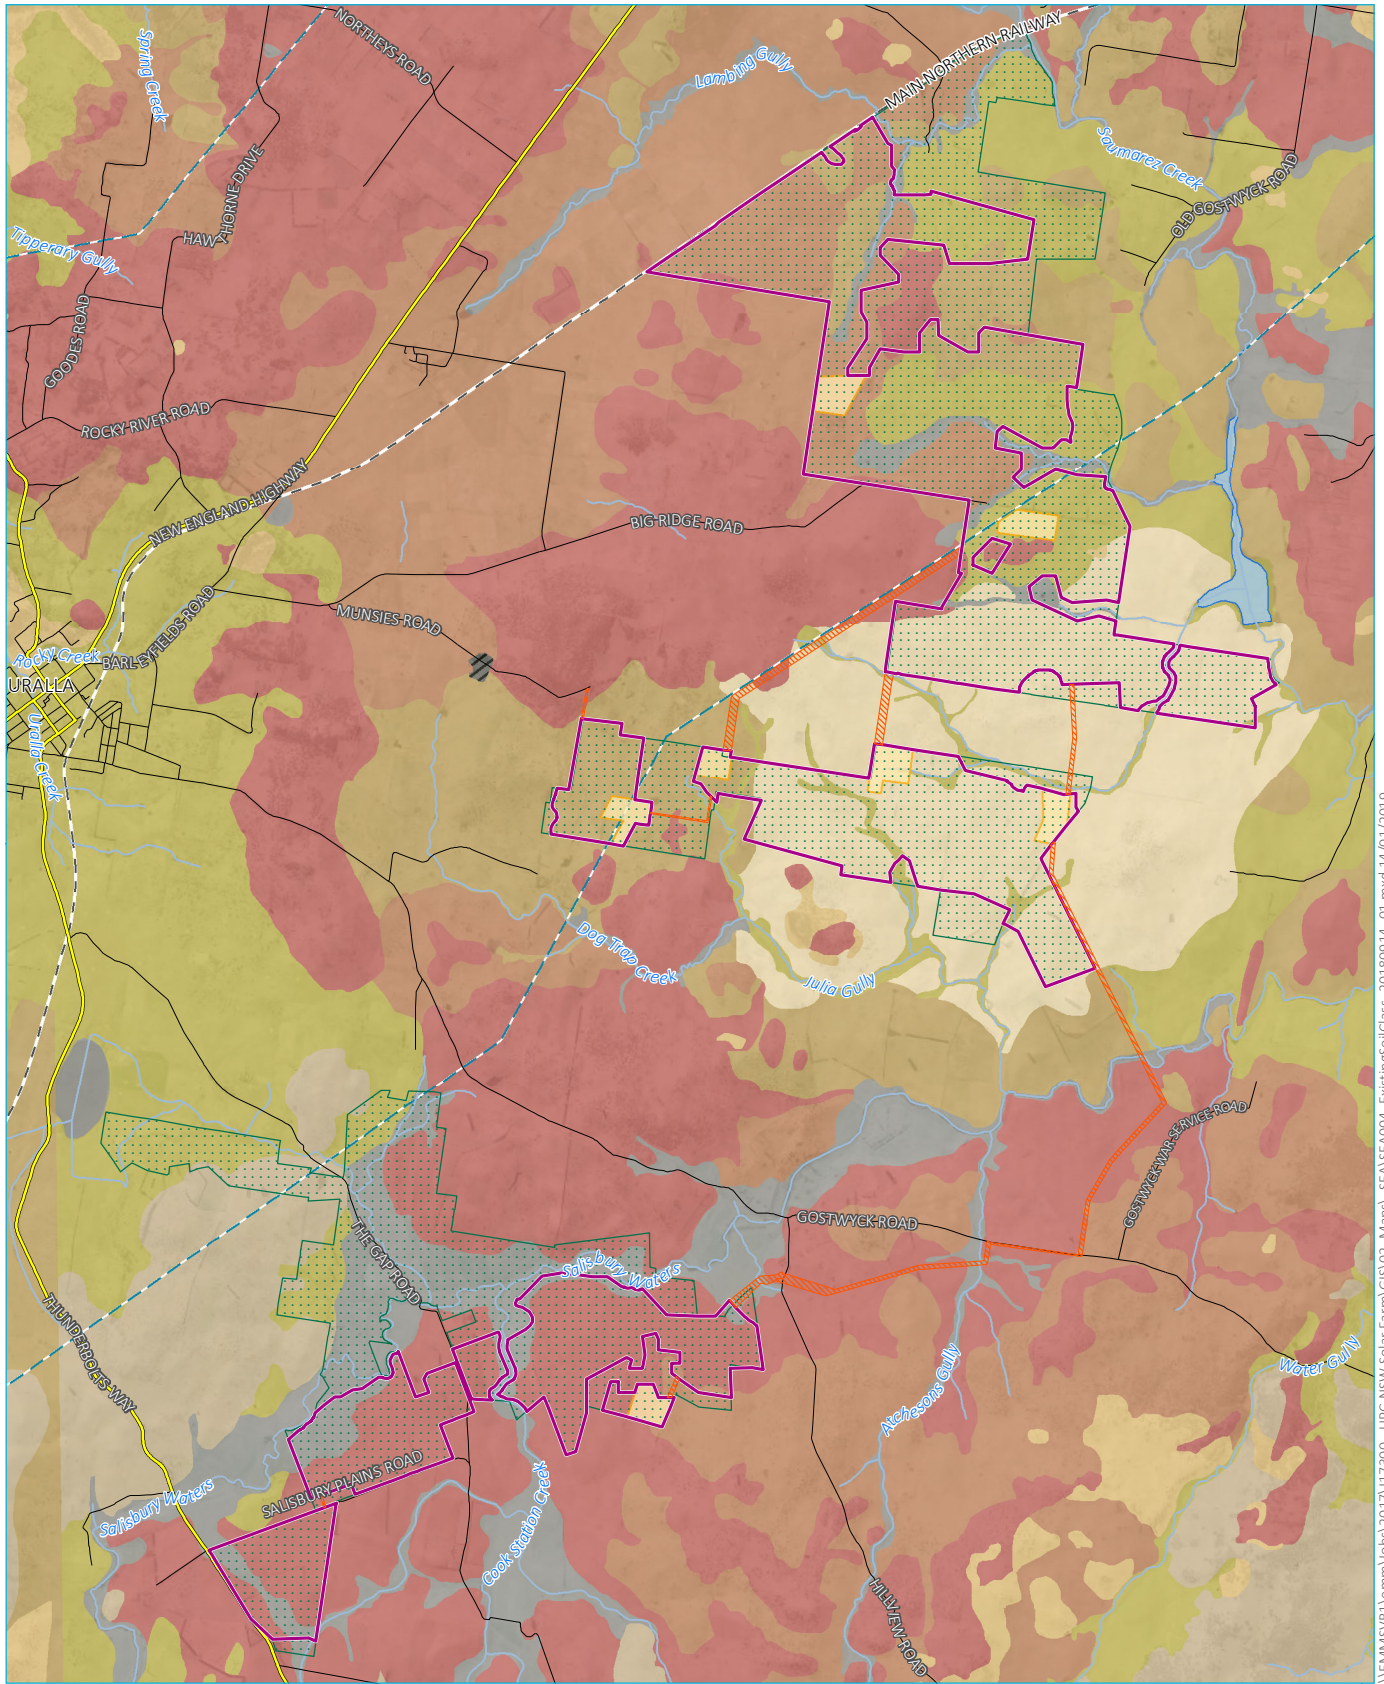 NORTHEYS ROAD
Spring Creek
Lambing Gully
MAIN NORTHERN RAILWAY
Saumarez Creek
OLD GOSTWYCK ROAD
HAWTHORNE DRIVE
Tipperary Gully
GOODES ROAD
ROCKY RIVER ROAD
NEW ENGLAND HIGHWAY
BIG RIDGE ROAD
MUNSIES ROAD
BARLEYFIELDS ROAD
Rocky Creek
URALLA
Uralla Creek
Dog Trap Creek
Julia Gully
GOSTWYCK WAR SERVICE ROAD
GOSTWYCK ROAD
THE GAP ROAD
Salisbury Waters
THUNDERBOLTS WAY
Water Gully
Atchesons Gully
SALISBURY PLAINS ROAD
Salisbury Waters
Cook Station Creek
HILLVIEW ROAD